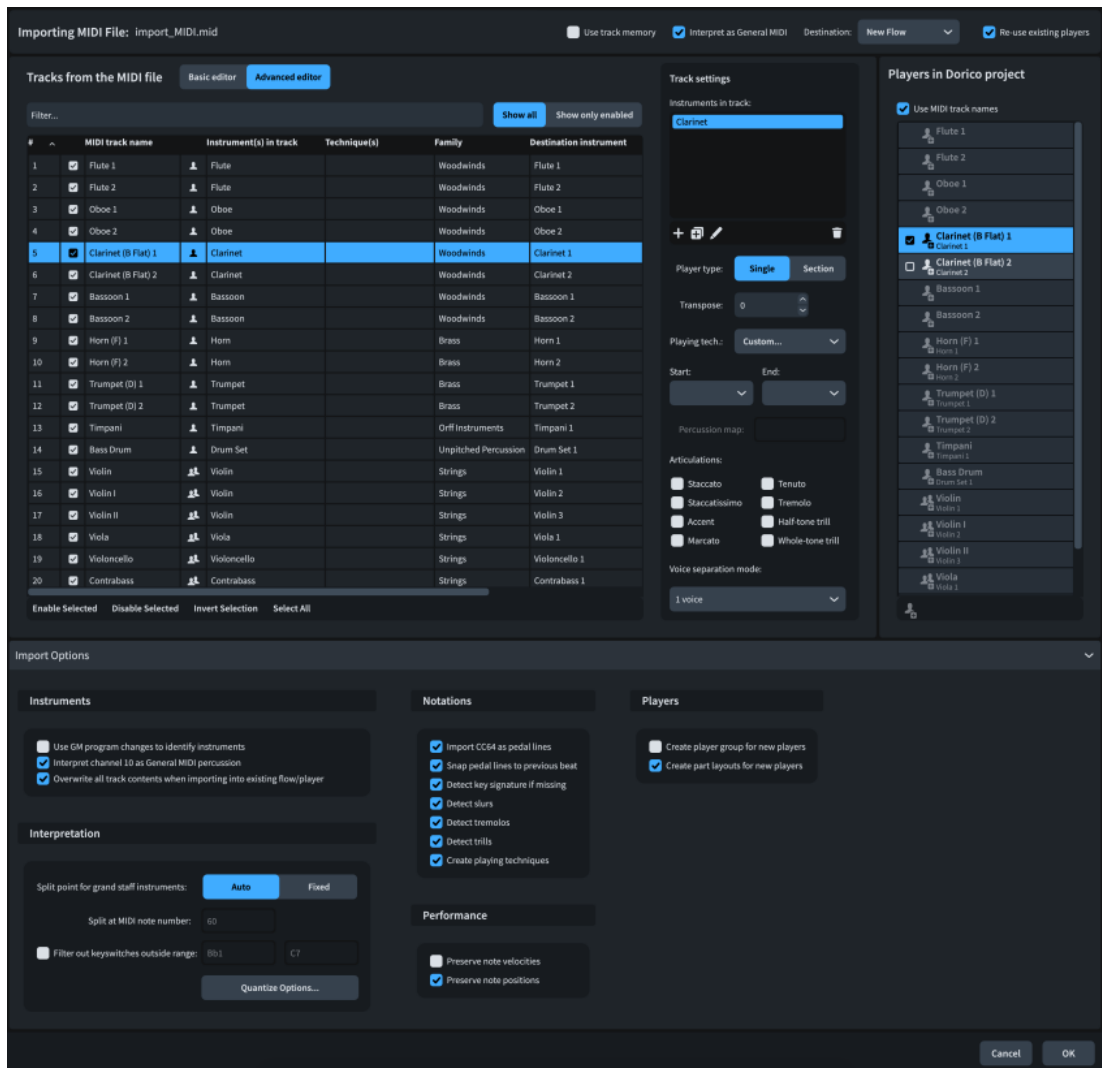 Importing MIDI File: import_MIDI.mid
Use track memory
Interpret as General MIDI
Destination: New Flow
Re-use existing players
Tracks from the MIDI file
Basic editor
Advanced editor
Filter...
Show all
Show only enabled
# MIDI track name Instrument(s) in track Technique(s) Family Destination instrument
1 Flute 1 Flute Woodwinds Flute 1
2 Flute 2 Flute Woodwinds Flute 2
3 Oboe 1 Oboe Woodwinds Oboe 1
4 Oboe 2 Oboe Woodwinds Oboe 2
5 Clarinet (B Flat) 1 Clarinet Woodwinds Clarinet 1
6 Clarinet (B Flat) 2 Clarinet Woodwinds Clarinet 2
7 Bassoon 1 Bassoon Woodwinds Bassoon 1
8 Bassoon 2 Bassoon Woodwinds Bassoon 2
9 Horn (F) 1 Horn Brass Horn 1
10 Horn (F) 2 Horn Brass Horn 2
11 Trumpet (D) 1 Trumpet Brass Trumpet 1
12 Trumpet (D) 2 Trumpet Brass Trumpet 2
13 Timpani Timpani Orff Instruments Timpani 1
14 Bass Drum Drum Set Unpitched Percussion Drum Set 1
15 Violin Violin Strings Violin 1
16 Violin I Violin Strings Violin 2
17 Violin II Violin Strings Violin 3
18 Viola Viola Strings Viola 1
19 Violoncello Violoncello Strings Violoncello 1
20 Contrabass Contrabass Strings Contrabass 1
Enable Selected Disable Selected Invert Selection Select All
Track settings
Instruments in track:
Clarinet
Player type: Single Section
Transpose: 0
Playing tech.: Custom...
Start: End:
Percussion map:
Articulations:
Staccato Tenuto
Staccatissimo Tremolo
Accent Half-tone trill
Marcato Whole-tone trill
Voice separation mode:
1 voice
Players in Dorico project
Use MIDI track names
Flute 1
Flute 2
Oboe 1
Oboe 2
Clarinet (B Flat) 1
Clarinet 1
Clarinet (B Flat) 2
Clarinet 2
Bassoon 1
Bassoon 2
Horn (F) 1
Horn 1
Horn (F) 2
Horn 2
Trumpet (D) 1
Trumpet 1
Trumpet (D) 2
Trumpet 2
Timpani
Timpani 1
Bass Drum
Drum Set 1
Violin
Violin 1
Violin I
Violin 2
Violin II
Violin 3
Viola
Viola 1
Import Options
Instruments
Use GM program changes to identify instruments
Interpret channel 10 as General MIDI percussion
Overwrite all track contents when importing into existing flow/player
Interpretation
Split point for grand staff instruments: Auto Fixed
Split at MIDI note number: 60
Filter out keyswitches outside range: Bb1 C7
Quantize Options...
Notations
Import CC64 as pedal lines
Snap pedal lines to previous beat
Detect key signature if missing
Detect slurs
Detect tremolos
Detect trills
Create playing techniques
Performance
Preserve note velocities
Preserve note positions
Players
Create player group for new players
Create part layouts for new players
Cancel OK